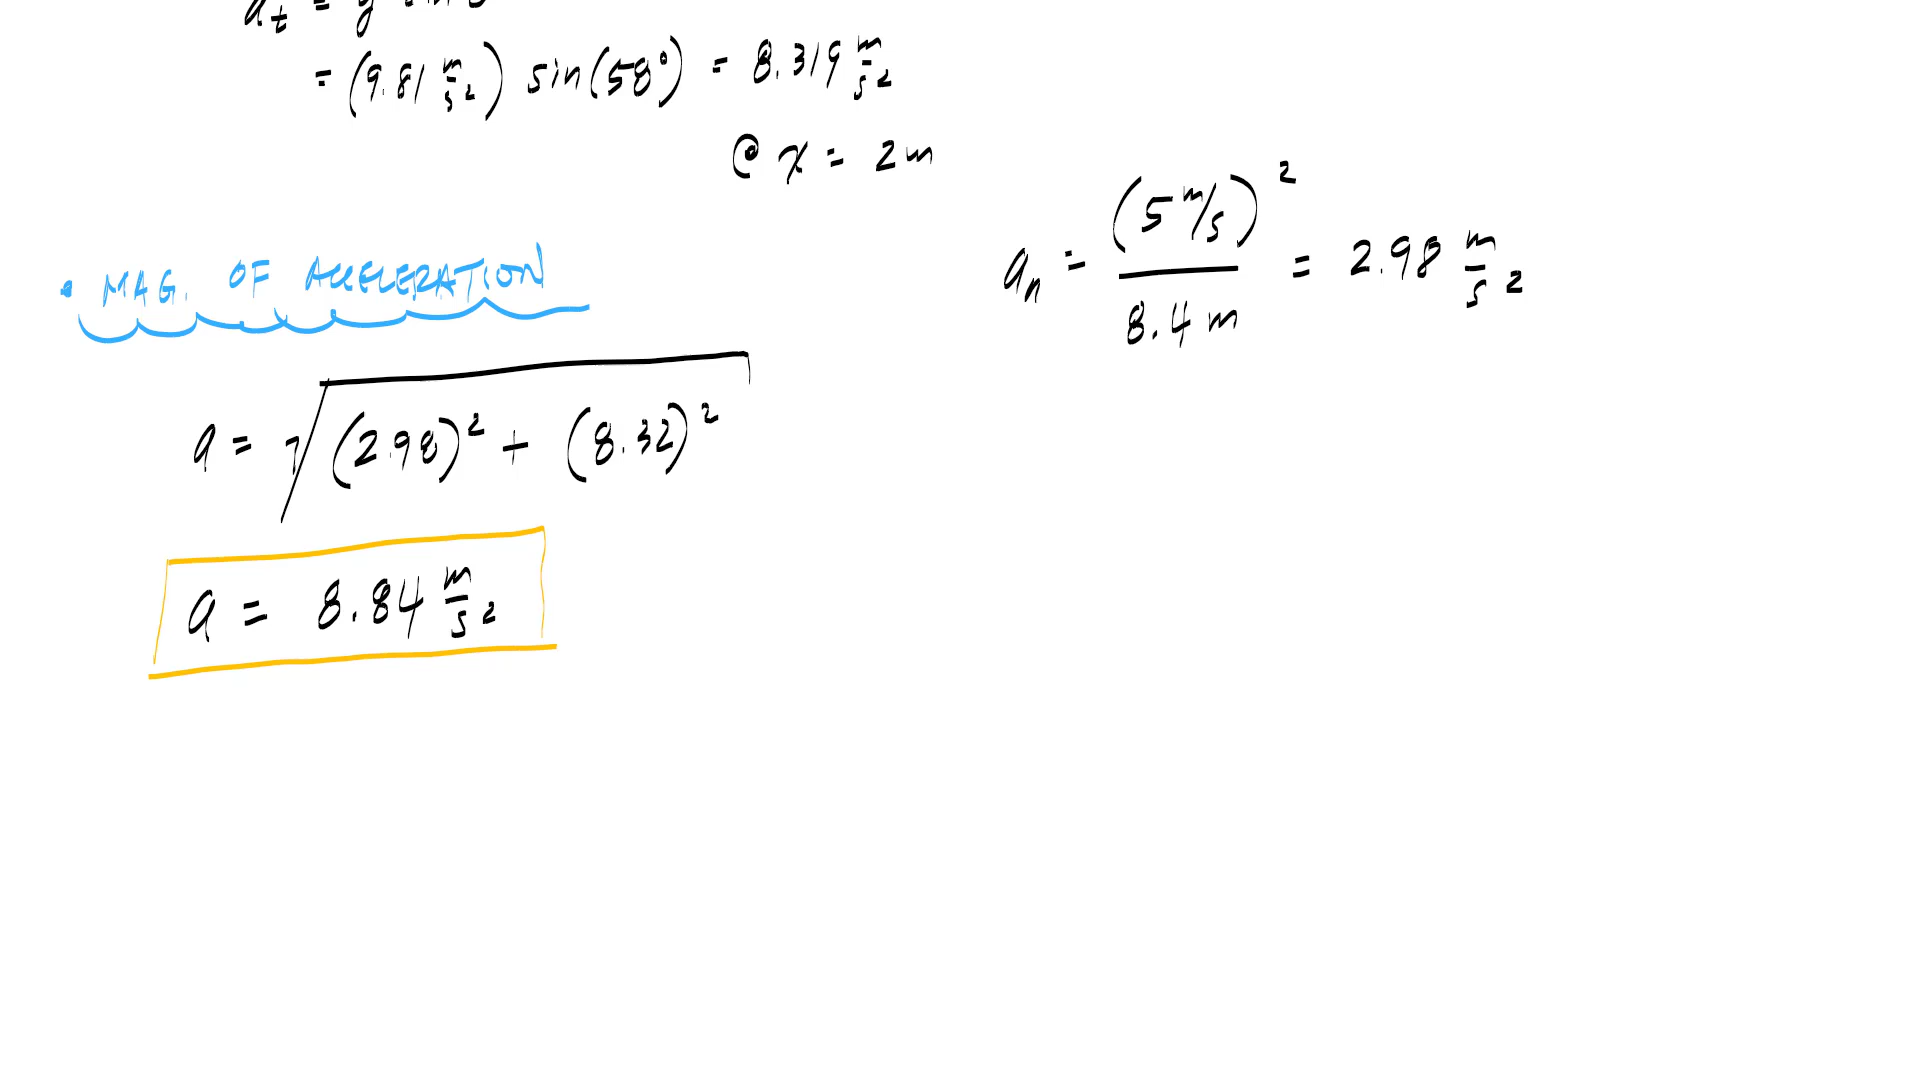 = (9.81 m/s²) sin(58°) = 8.319 m/s²
@ x = 2m
aₙ = (5 m/s)² / 8.4 m = 2.98 m/s²
• MAG. OF ACCELERATION
a = √((2.98)² + (8.32)²)
a = 8.84 m/s²